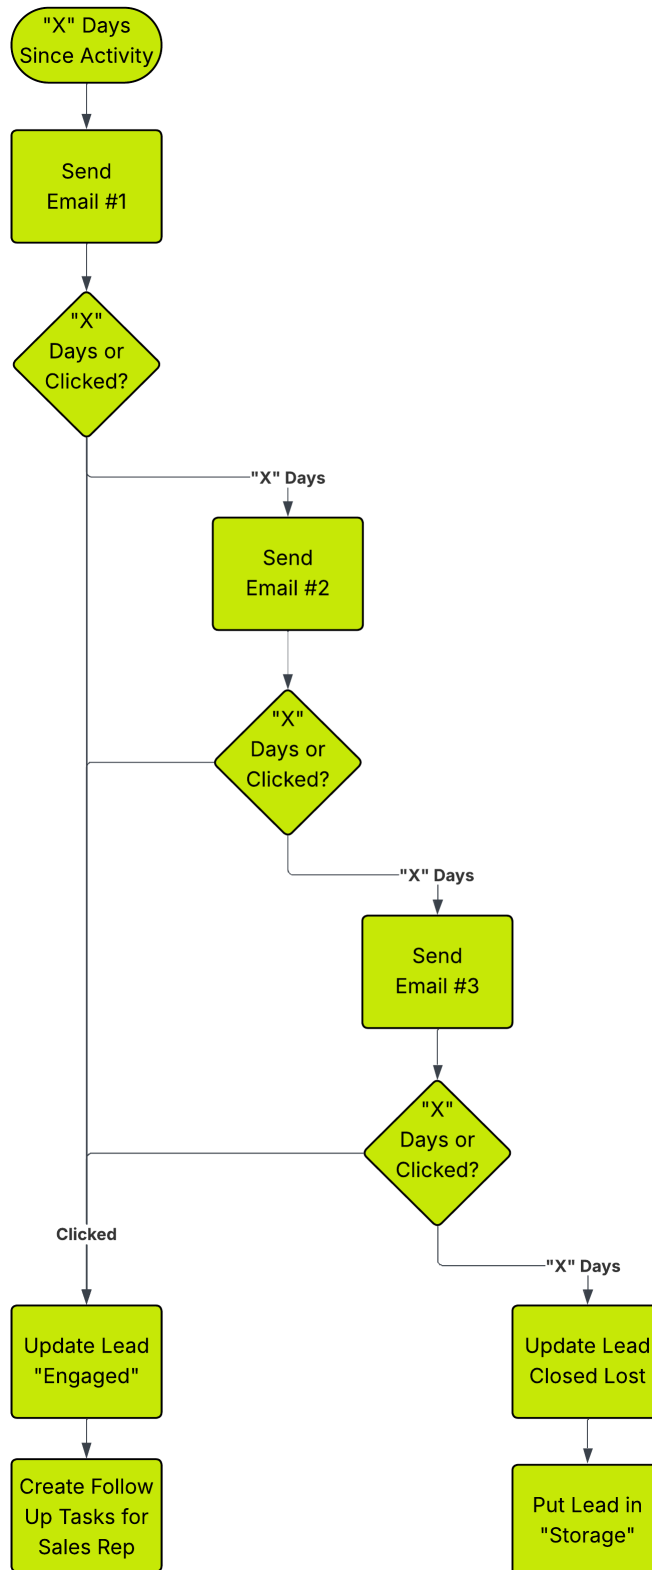 "X" Days
Since Activity
Send
Email #1
"X"
Days or
Clicked?
"X" Days
Send
Email #2
"X"
Days or
Clicked?
"X" Days
Send
Email #3
"X"
Days or
Clicked?
Clicked
"X" Days
Update Lead
"Engaged"
Update Lead
Closed Lost
Create Follow
Up Tasks for
Sales Rep
Put Lead in
"Storage"